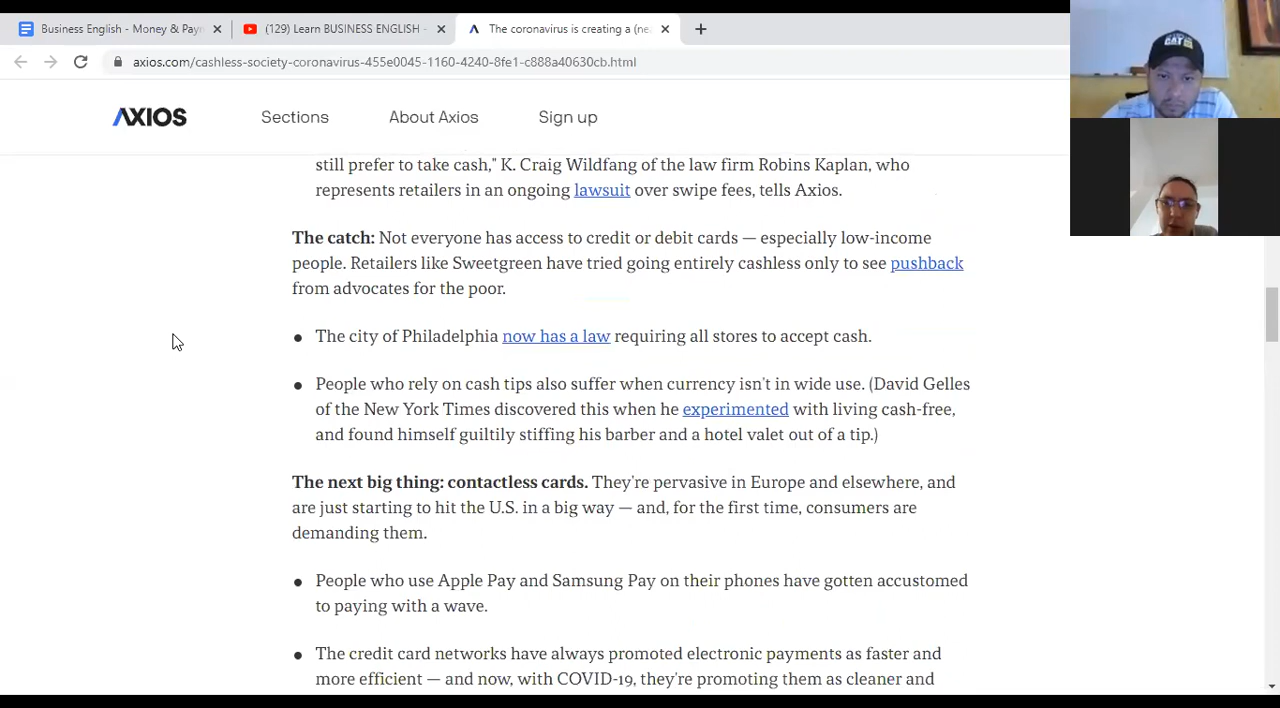 Business English - Money & Payn
(129) Learn BUSINESS ENGLISH -
The coronavirus is creating a (nea
axios.com/cashless-society-coronavirus-455e0045-1160-4240-8fe1-c888a40630cb.html
AXIOS
Sections
About Axios
Sign up
still prefer to take cash," K. Craig Wildfang of the law firm Robins Kaplan, who
represents retailers in an ongoing lawsuit over swipe fees, tells Axios.
The catch: Not everyone has access to credit or debit cards — especially low-income
people. Retailers like Sweetgreen have tried going entirely cashless only to see pushback
from advocates for the poor.
● The city of Philadelphia now has a law requiring all stores to accept cash.
● People who rely on cash tips also suffer when currency isn't in wide use. (David Gelles
of the New York Times discovered this when he experimented with living cash-free,
and found himself guiltily stiffing his barber and a hotel valet out of a tip.)
The next big thing: contactless cards. They're pervasive in Europe and elsewhere, and
are just starting to hit the U.S. in a big way — and, for the first time, consumers are
demanding them.
● People who use Apple Pay and Samsung Pay on their phones have gotten accustomed
to paying with a wave.
● The credit card networks have always promoted electronic payments as faster and
more efficient — and now, with COVID-19, they're promoting them as cleaner and
CAT